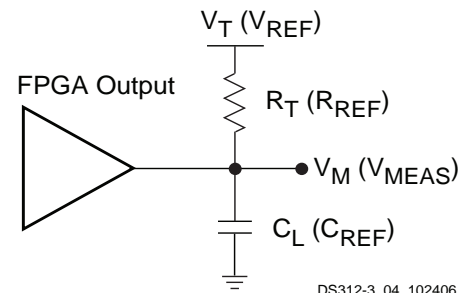 V_T (V_REF)
FPGA Output
R_T (R_REF)
V_M (V_MEAS)
C_L (C_REF)
DS312-3_04_102406